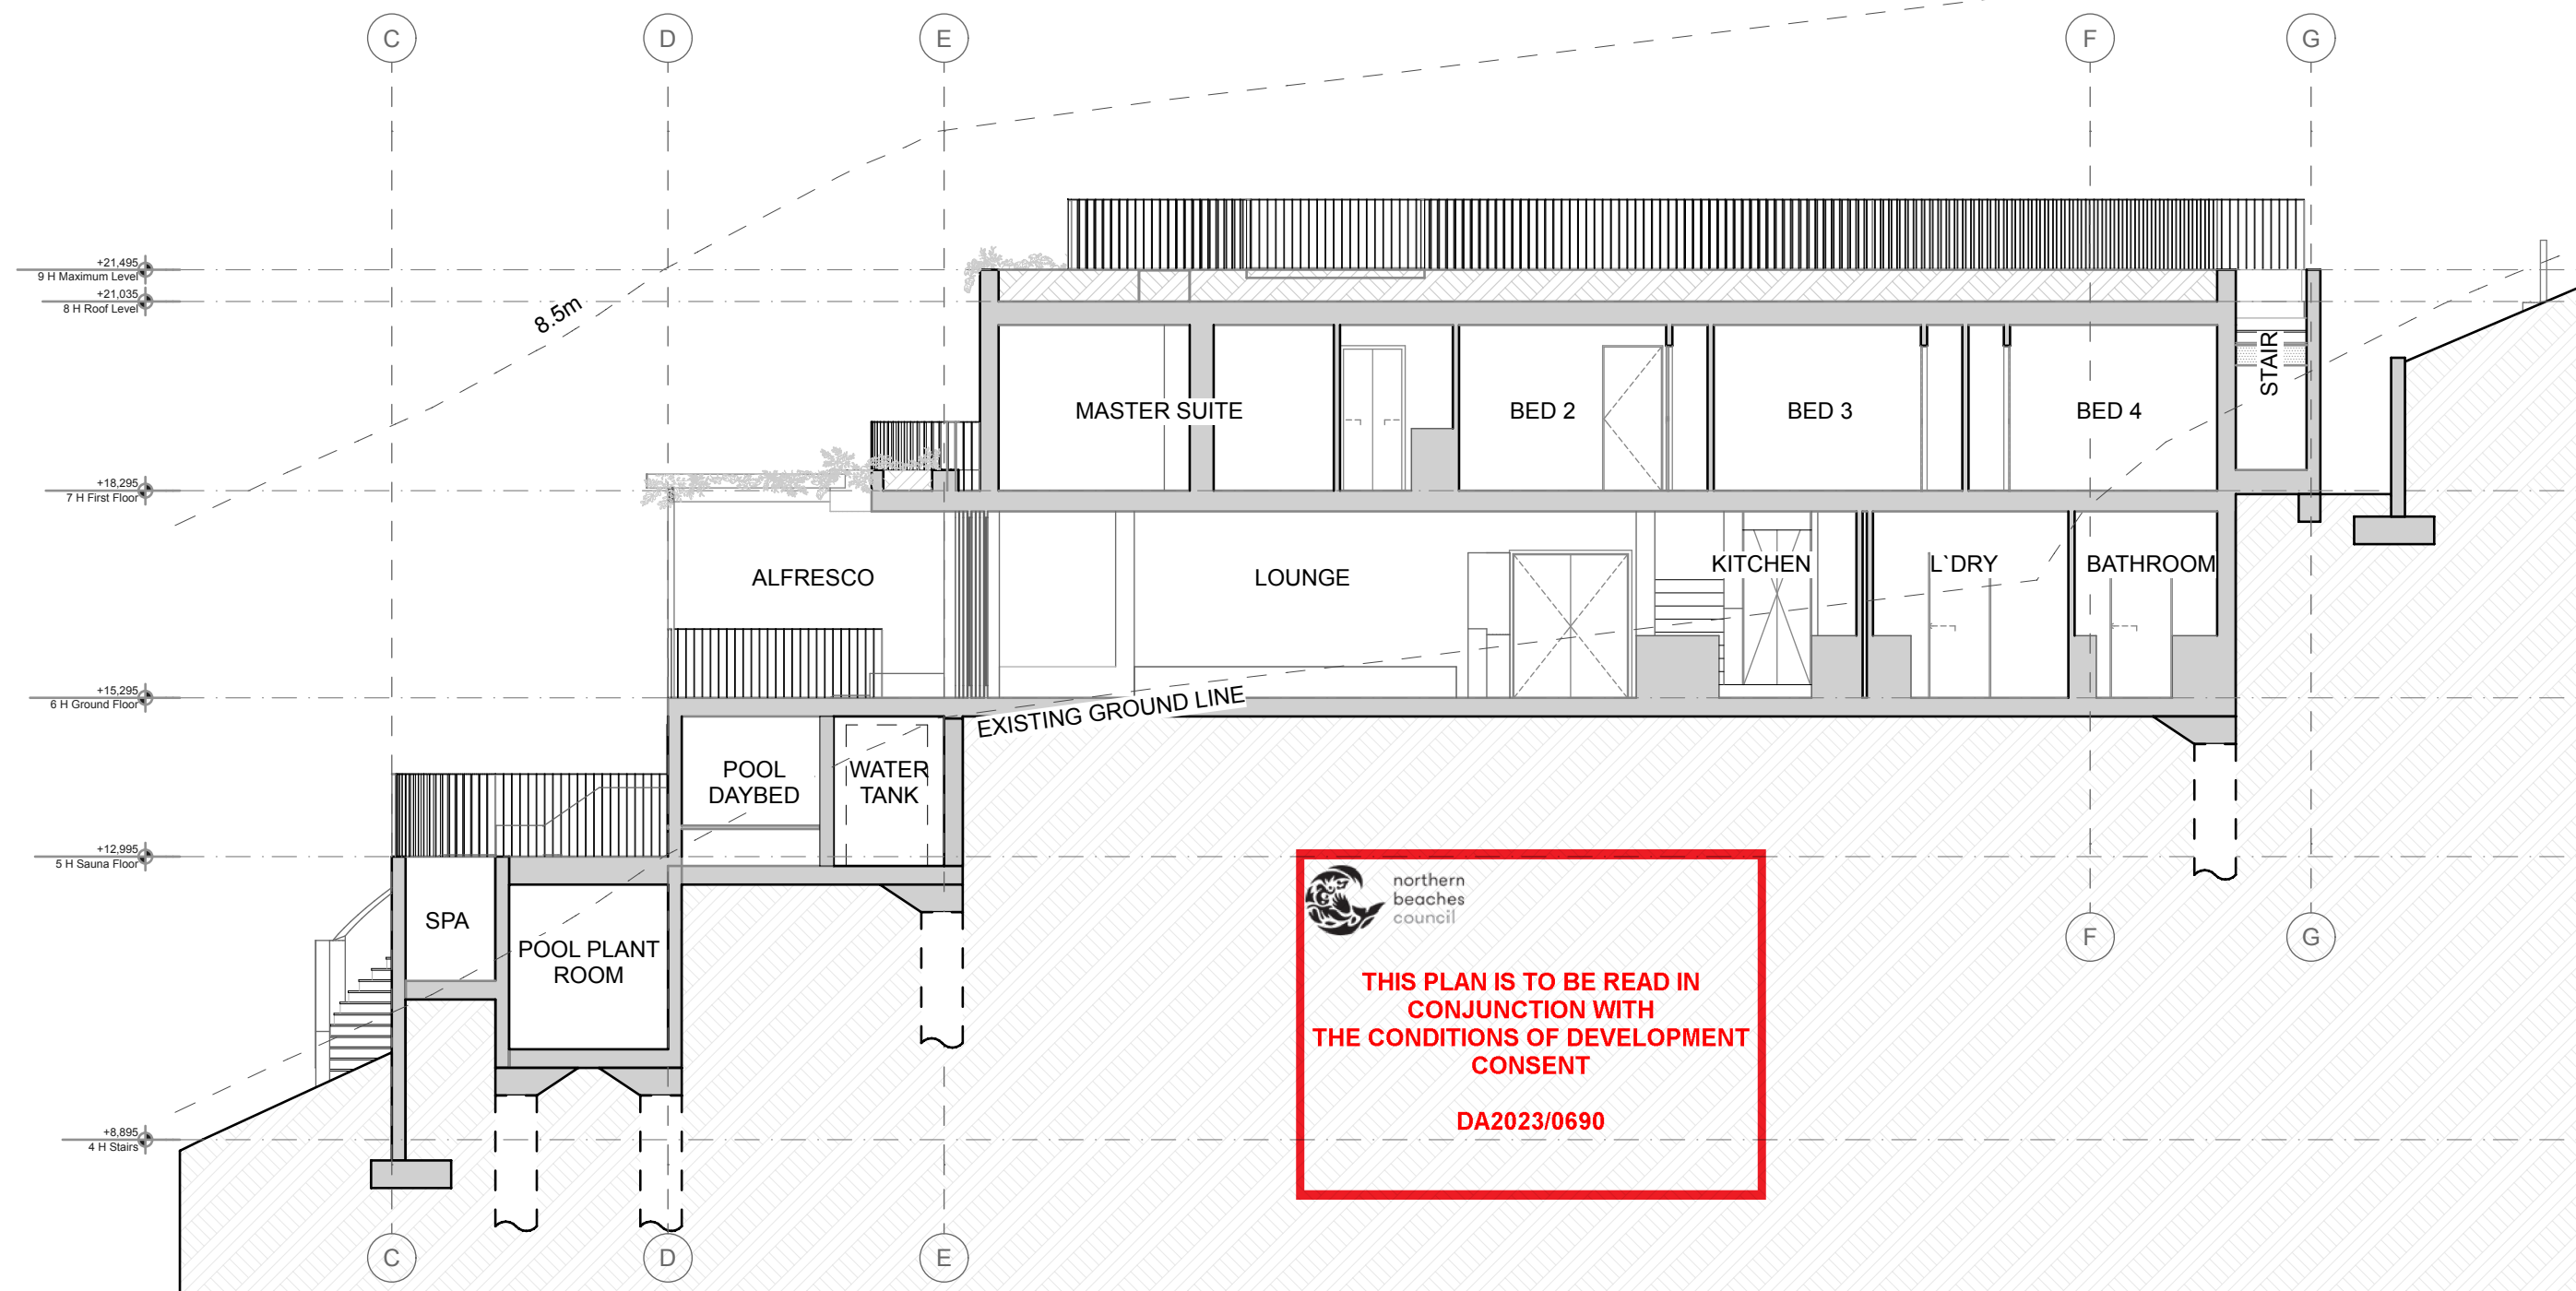 C
D
E
F
G
+21,495
9 H Maximum Level
+21,035
8 H Roof Level
8.5m
STAIR
MASTER SUITE
BED 2
BED 3
BED 4
+18,295
7 H First Floor
ALFRESCO
LOUNGE
KITCHEN
L`DRY
BATHROOM
+15,295
6 H Ground Floor
EXISTING GROUND LINE
POOL
DAYBED
WATER
TANK
+12,995
5 H Sauna Floor
SPA
POOL PLANT
ROOM
northern
beaches
council
F
G
THIS PLAN IS TO BE READ IN
CONJUNCTION WITH
THE CONDITIONS OF DEVELOPMENT
CONSENT
DA2023/0690
+8,895
4 H Stairs
C
D
E